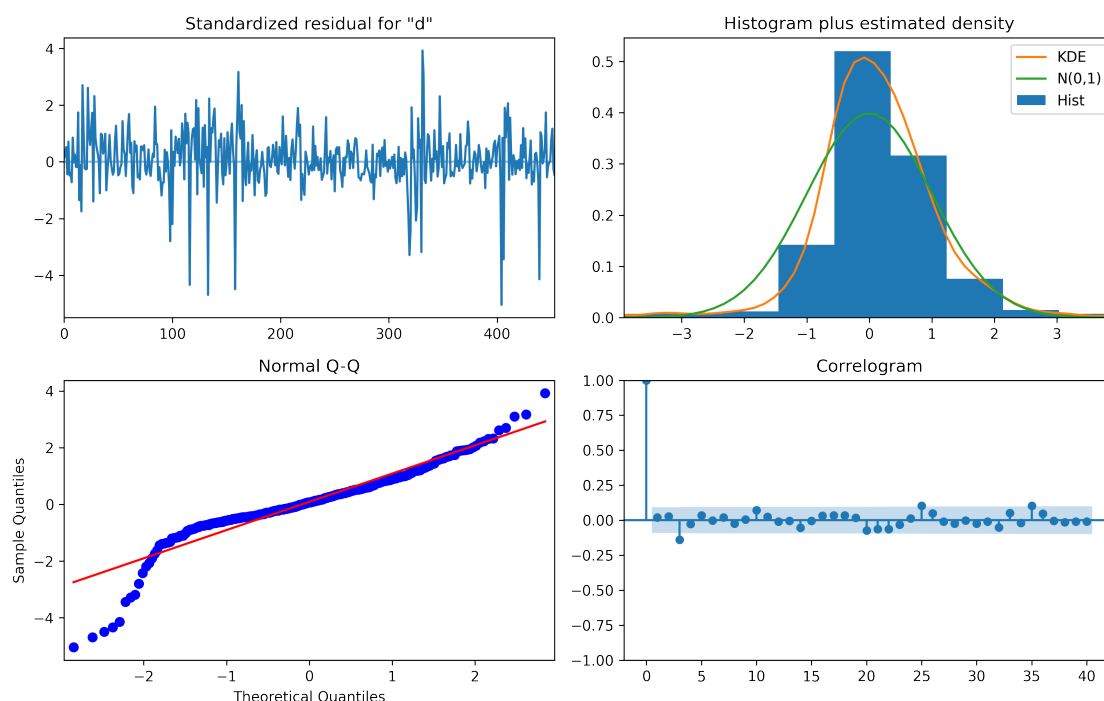 Standardized residual for "d"
4
2
0
−2
−4
0 100 200 300 400
Histogram plus estimated density
KDE
N(0,1)
Hist
0.5
0.4
0.3
0.2
0.1
0.0
−3 −2 −1 0 1 2 3
Normal Q-Q
Sample Quantiles
4
2
0
−2
−4
−2 −1 0 1 2
Theoretical Quantiles
Correlogram
1.00
0.75
0.50
0.25
0.00
−0.25
−0.50
−0.75
−1.00
0 5 10 15 20 25 30 35 40